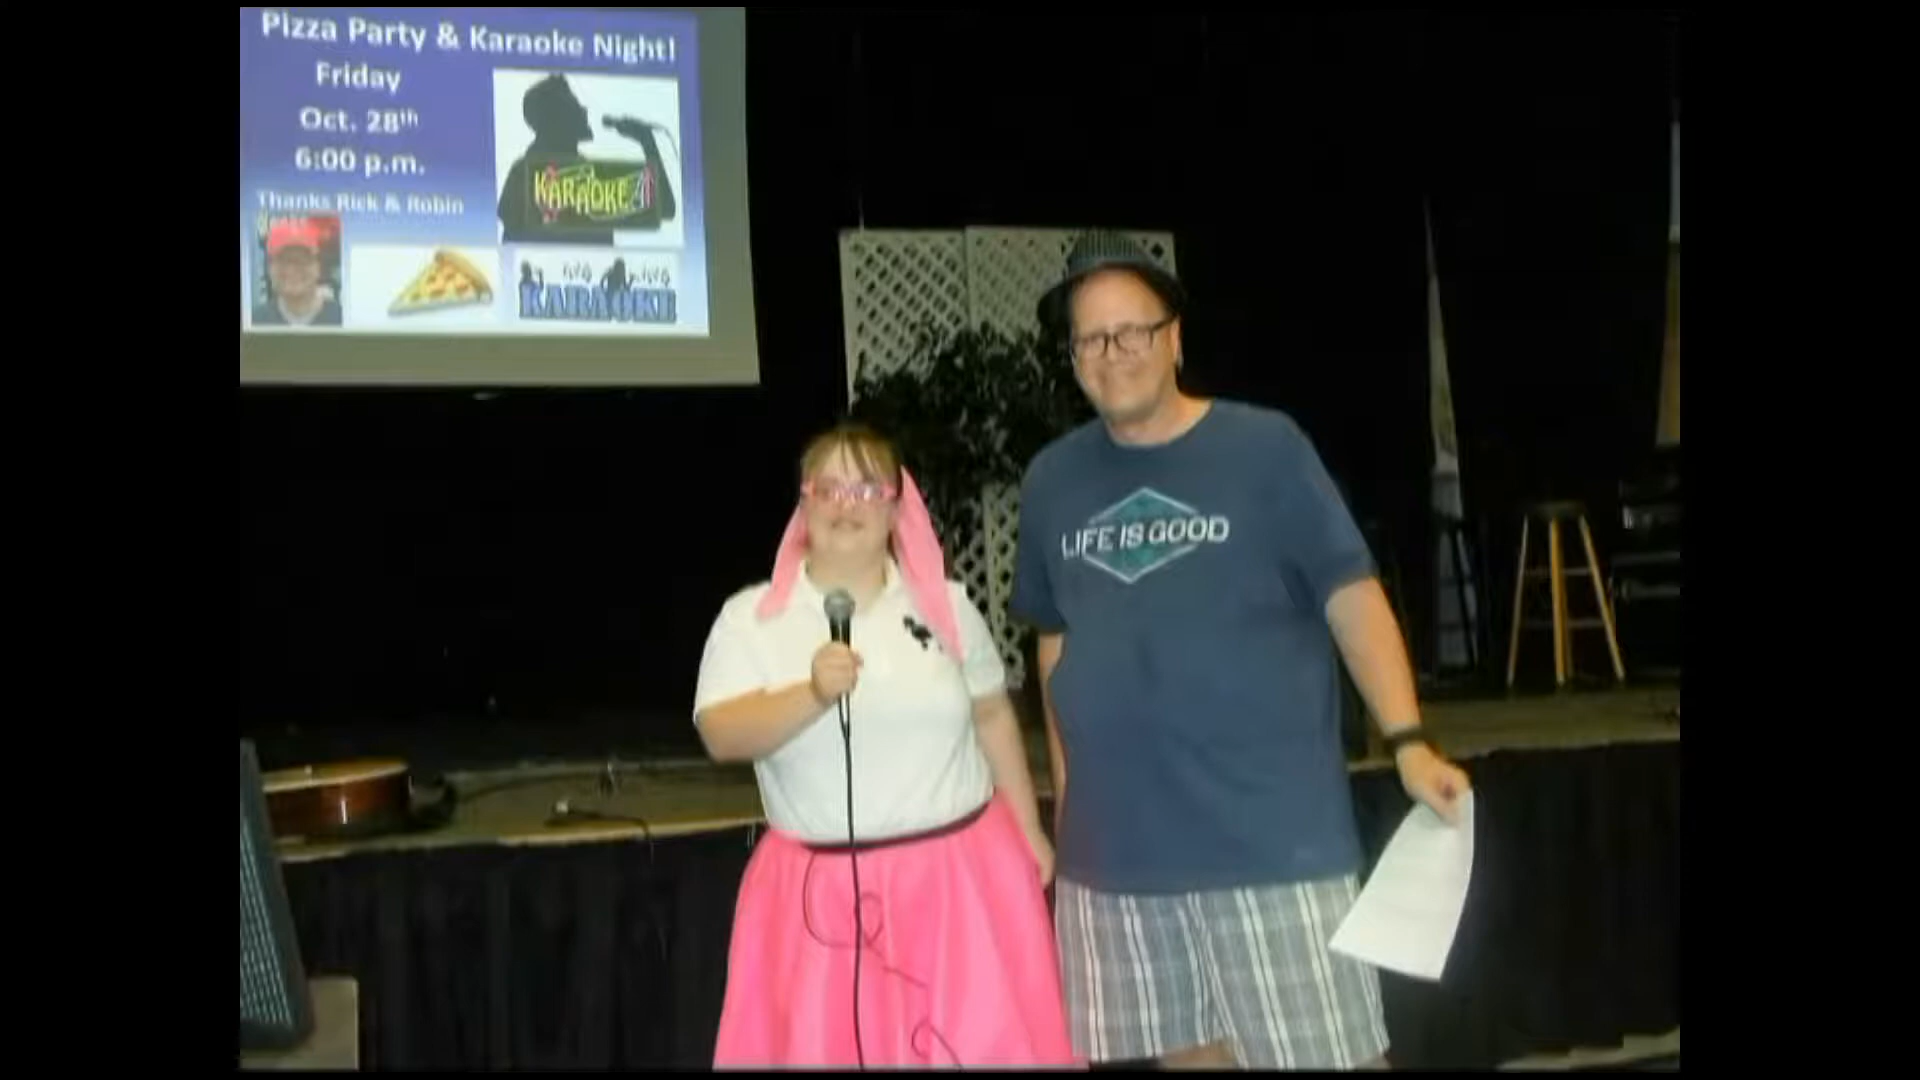 Pizza Party & Karaoke Night!
Friday
Oct. 28th
6:00 p.m.
Thanks Rick & Robin
KARAOKE
KARAOKE
LIFE IS GOOD